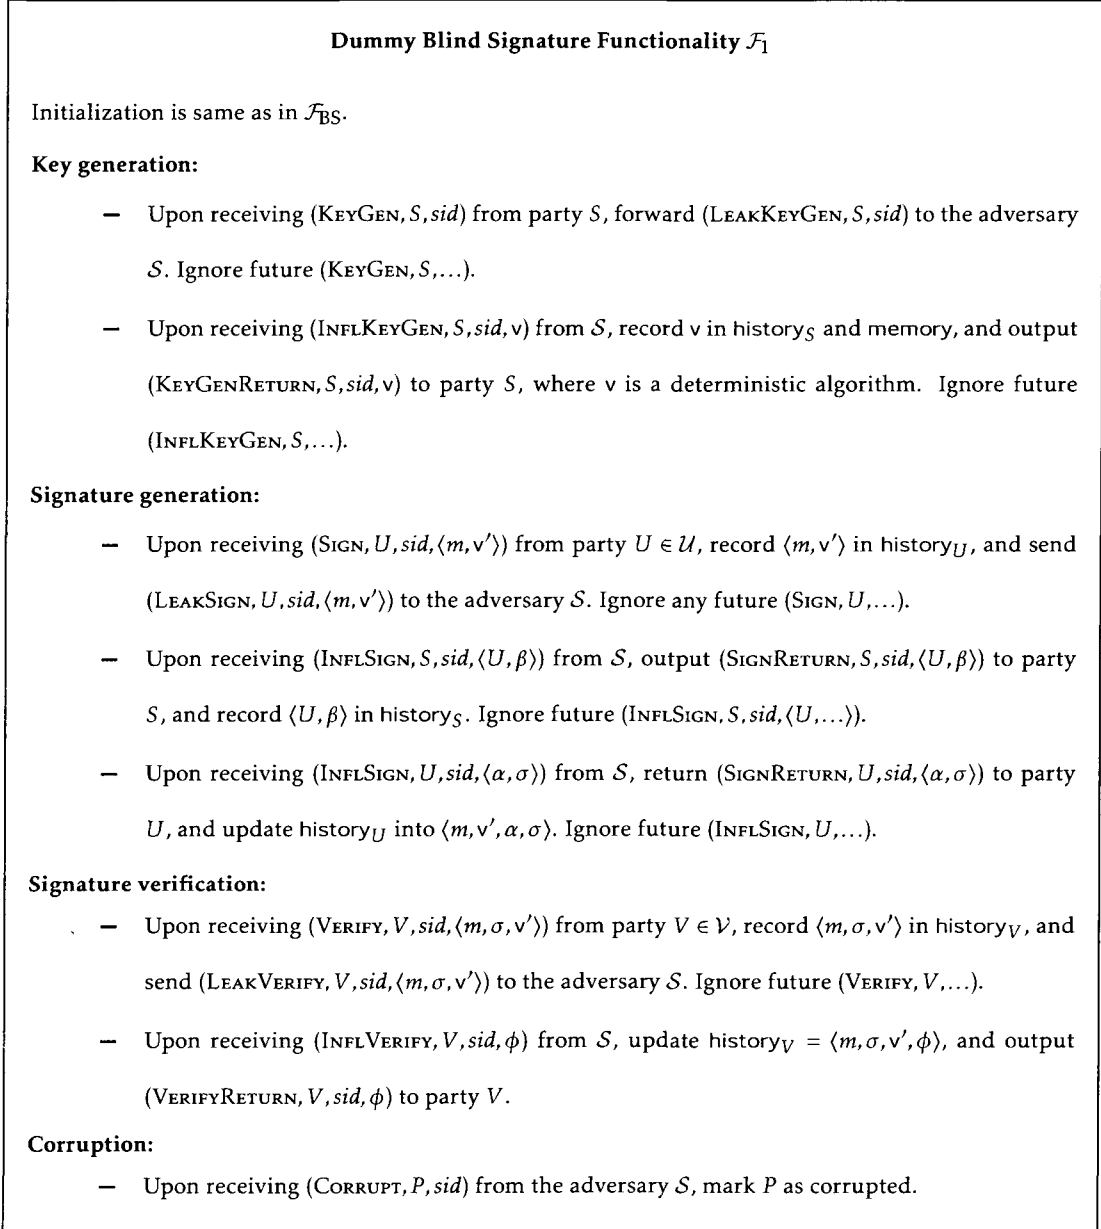 Dummy Blind Signature Functionality 𝓕₁
Initialization is same as in 𝓕_BS.
Key generation:
— Upon receiving (KEYGEN, S, sid) from party S, forward (LEAKKEYGEN, S, sid) to the adversary
𝒮. Ignore future (KEYGEN, S, ...).
— Upon receiving (INFLKEYGEN, S, sid, v) from 𝒮, record v in history_S and memory, and output
(KEYGENRETURN, S, sid, v) to party S, where v is a deterministic algorithm. Ignore future
(INFLKEYGEN, S, ...).
Signature generation:
— Upon receiving (SIGN, U, sid, ⟨m, v′⟩) from party U ∈ 𝒰, record ⟨m, v′⟩ in history_U, and send
(LEAKSIGN, U, sid, ⟨m, v′⟩) to the adversary 𝒮. Ignore any future (SIGN, U, ...).
— Upon receiving (INFLSIGN, S, sid, ⟨U, β⟩) from 𝒮, output (SIGNRETURN, S, sid, ⟨U, β⟩) to party
S, and record ⟨U, β⟩ in history_S. Ignore future (INFLSIGN, S, sid, ⟨U, ...⟩).
— Upon receiving (INFLSIGN, U, sid, ⟨α, σ⟩) from 𝒮, return (SIGNRETURN, U, sid, ⟨α, σ⟩) to party
U, and update history_U into ⟨m, v′, α, σ⟩. Ignore future (INFLSIGN, U, ...).
Signature verification:
— Upon receiving (VERIFY, V, sid, ⟨m, σ, v′⟩) from party V ∈ 𝒱, record ⟨m, σ, v′⟩ in history_V, and
send (LEAKVERIFY, V, sid, ⟨m, σ, v′⟩) to the adversary 𝒮. Ignore future (VERIFY, V, ...).
— Upon receiving (INFLVERIFY, V, sid, ϕ) from 𝒮, update history_V = ⟨m, σ, v′, ϕ⟩, and output
(VERIFYRETURN, V, sid, ϕ) to party V.
Corruption:
— Upon receiving (CORRUPT, P, sid) from the adversary 𝒮, mark P as corrupted.